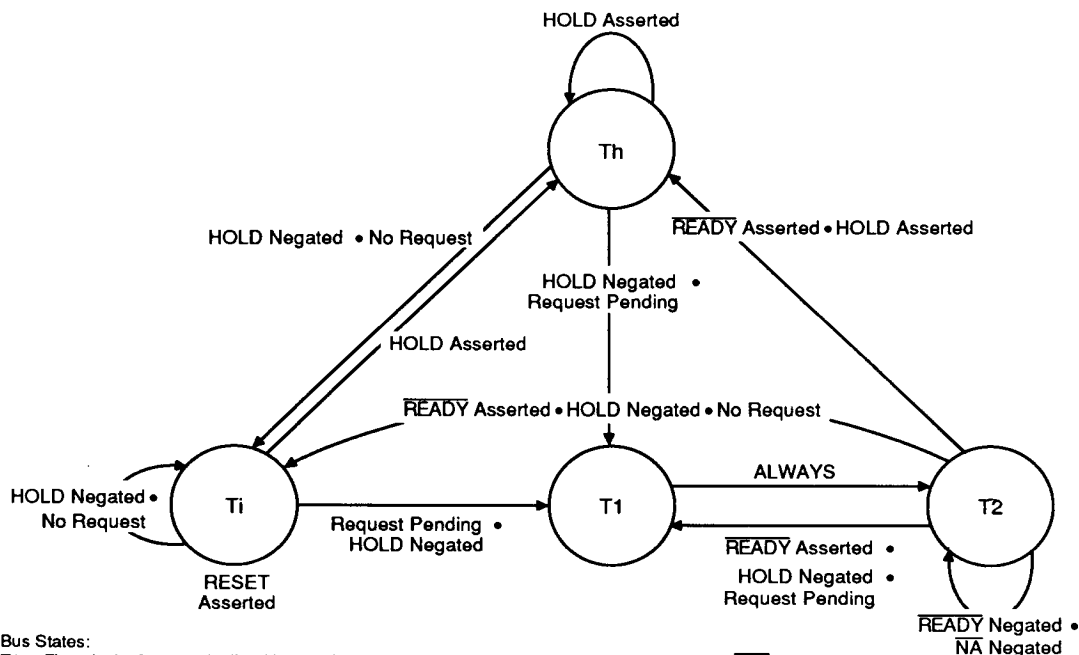 HOLD Asserted
Th
HOLD Negated • No Request
READY Asserted • HOLD Asserted
HOLD Negated •
Request Pending
HOLD Asserted
READY Asserted • HOLD Negated • No Request
HOLD Negated •
No Request
Ti
Request Pending •
HOLD Negated
T1
ALWAYS
T2
READY Asserted •
HOLD Negated •
Request Pending
RESET
Asserted
READY Negated •
NA Negated
Bus States: